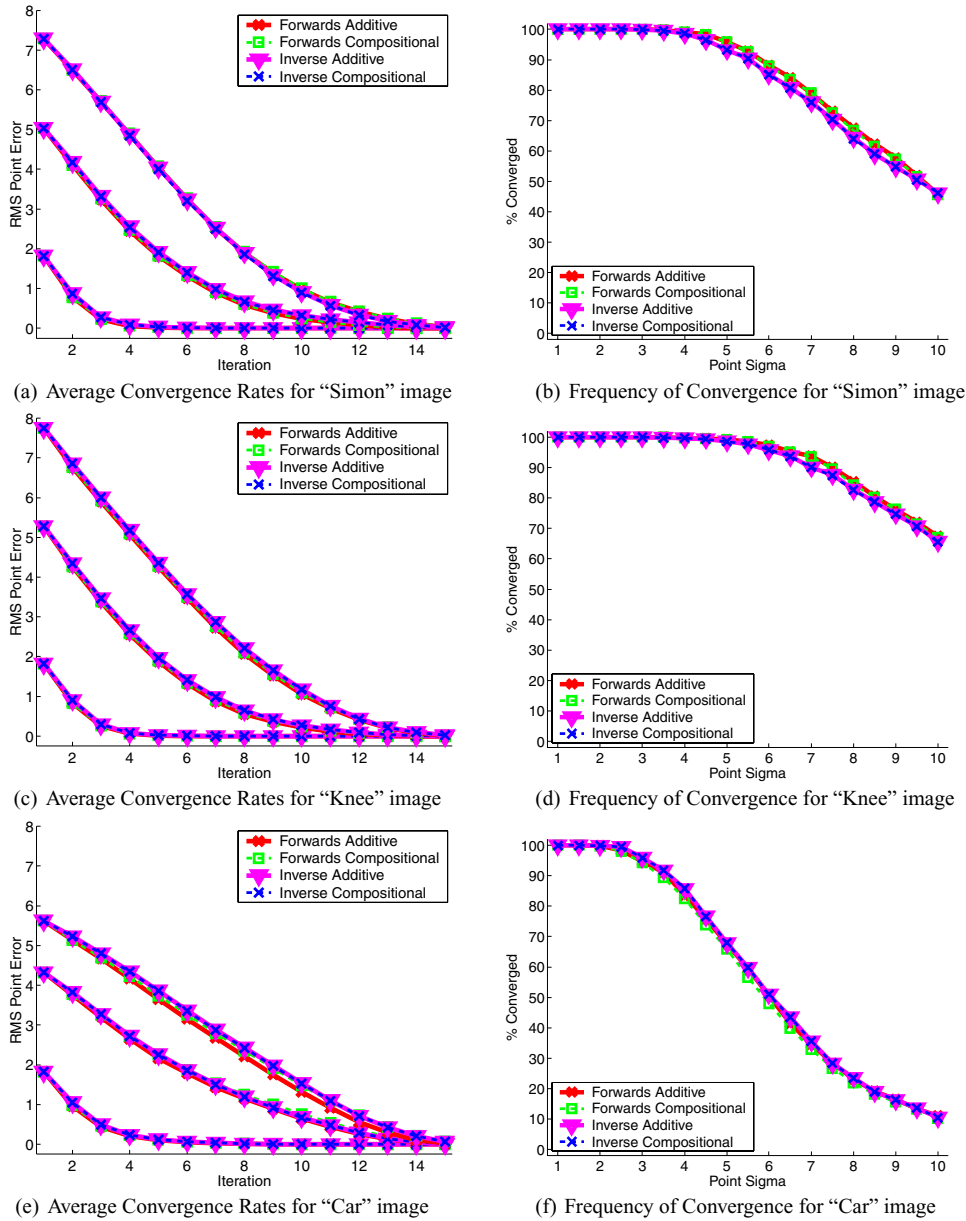 8
7
6
5
4
3
2
1
0
RMS Point Error
Forwards Additive
Forwards Compositional
Inverse Additive
Inverse Compositional
2 4 6 8 10 12 14
Iteration
(a) Average Convergence Rates for “Simon” image
100
90
80
70
60
50
40
30
20
10
0
% Converged
Forwards Additive
Forwards Compositional
Inverse Additive
Inverse Compositional
1 2 3 4 5 6 7 8 9 10
Point Sigma
(b) Frequency of Convergence for “Simon” image
8
7
6
5
4
3
2
1
0
RMS Point Error
Forwards Additive
Forwards Compositional
Inverse Additive
Inverse Compositional
2 4 6 8 10 12 14
Iteration
(c) Average Convergence Rates for “Knee” image
100
90
80
70
60
50
40
30
20
10
0
% Converged
Forwards Additive
Forwards Compositional
Inverse Additive
Inverse Compositional
1 2 3 4 5 6 7 8 9 10
Point Sigma
(d) Frequency of Convergence for “Knee” image
8
7
6
5
4
3
2
1
0
RMS Point Error
Forwards Additive
Forwards Compositional
Inverse Additive
Inverse Compositional
2 4 6 8 10 12 14
Iteration
(e) Average Convergence Rates for “Car” image
100
90
80
70
60
50
40
30
20
10
0
% Converged
Forwards Additive
Forwards Compositional
Inverse Additive
Inverse Compositional
1 2 3 4 5 6 7 8 9 10
Point Sigma
(f) Frequency of Convergence for “Car” image